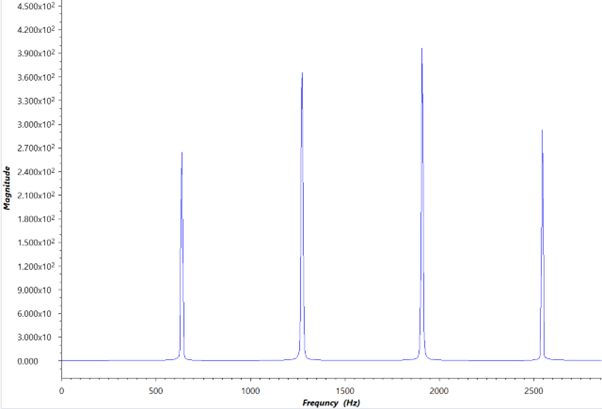 4.500x10²
4.200x10²
3.900x10²
3.600x10²
3.300x10²
3.000x10²
2.700x10²
2.400x10²
2.100x10²
1.800x10²
1.500x10²
1.200x10²
9.000x10
6.000x10
3.000x10
0.000
Magnitude
0
500
1000
1500
2000
2500
Frequncy (Hz)